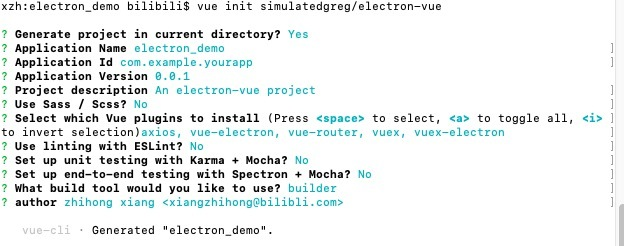 xzh:electron_demo bilibili$ vue init simulatedgreg/electron-vue
? Generate project in current directory? Yes
? Application Name electron_demo
? Application Id com.example.yourapp
? Application Version 0.0.1
? Project description An electron-vue project
? Use Sass / Scss? No
? Select which Vue plugins to install (Press <space> to select, <a> to toggle all, <i>
to invert selection)axios, vue-electron, vue-router, vuex, vuex-electron
? Use linting with ESLint? No
? Set up unit testing with Karma + Mocha? No
? Set up end-to-end testing with Spectron + Mocha? No
? What build tool would you like to use? builder
? author zhihong xiang <xiangzhihong@bilibli.com>
vue-cli · Generated "electron_demo".